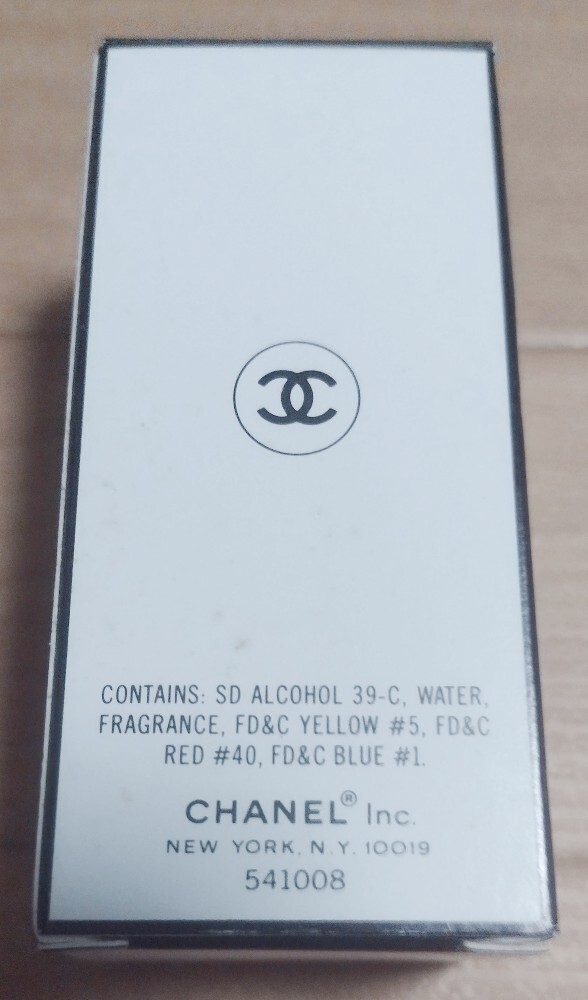 CONTAINS: SD ALCOHOL 39-C, WATER,
FRAGRANCE, FD&C YELLOW #5, FD&C
RED #40, FD&C BLUE #1.
CHANEL® Inc.
NEW YORK, N.Y. 10019
541008